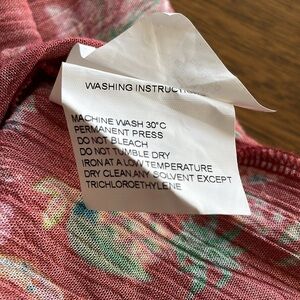 WASHING INSTRUCTIONS
MACHINE WASH 30°C
PERMANENT PRESS
DO NOT BLEACH
DO NOT TUMBLE DRY
IRON AT A LOW TEMPERATURE
DRY CLEAN ANY SOLVENT EXCEPT
TRICHLOROETHYLENE